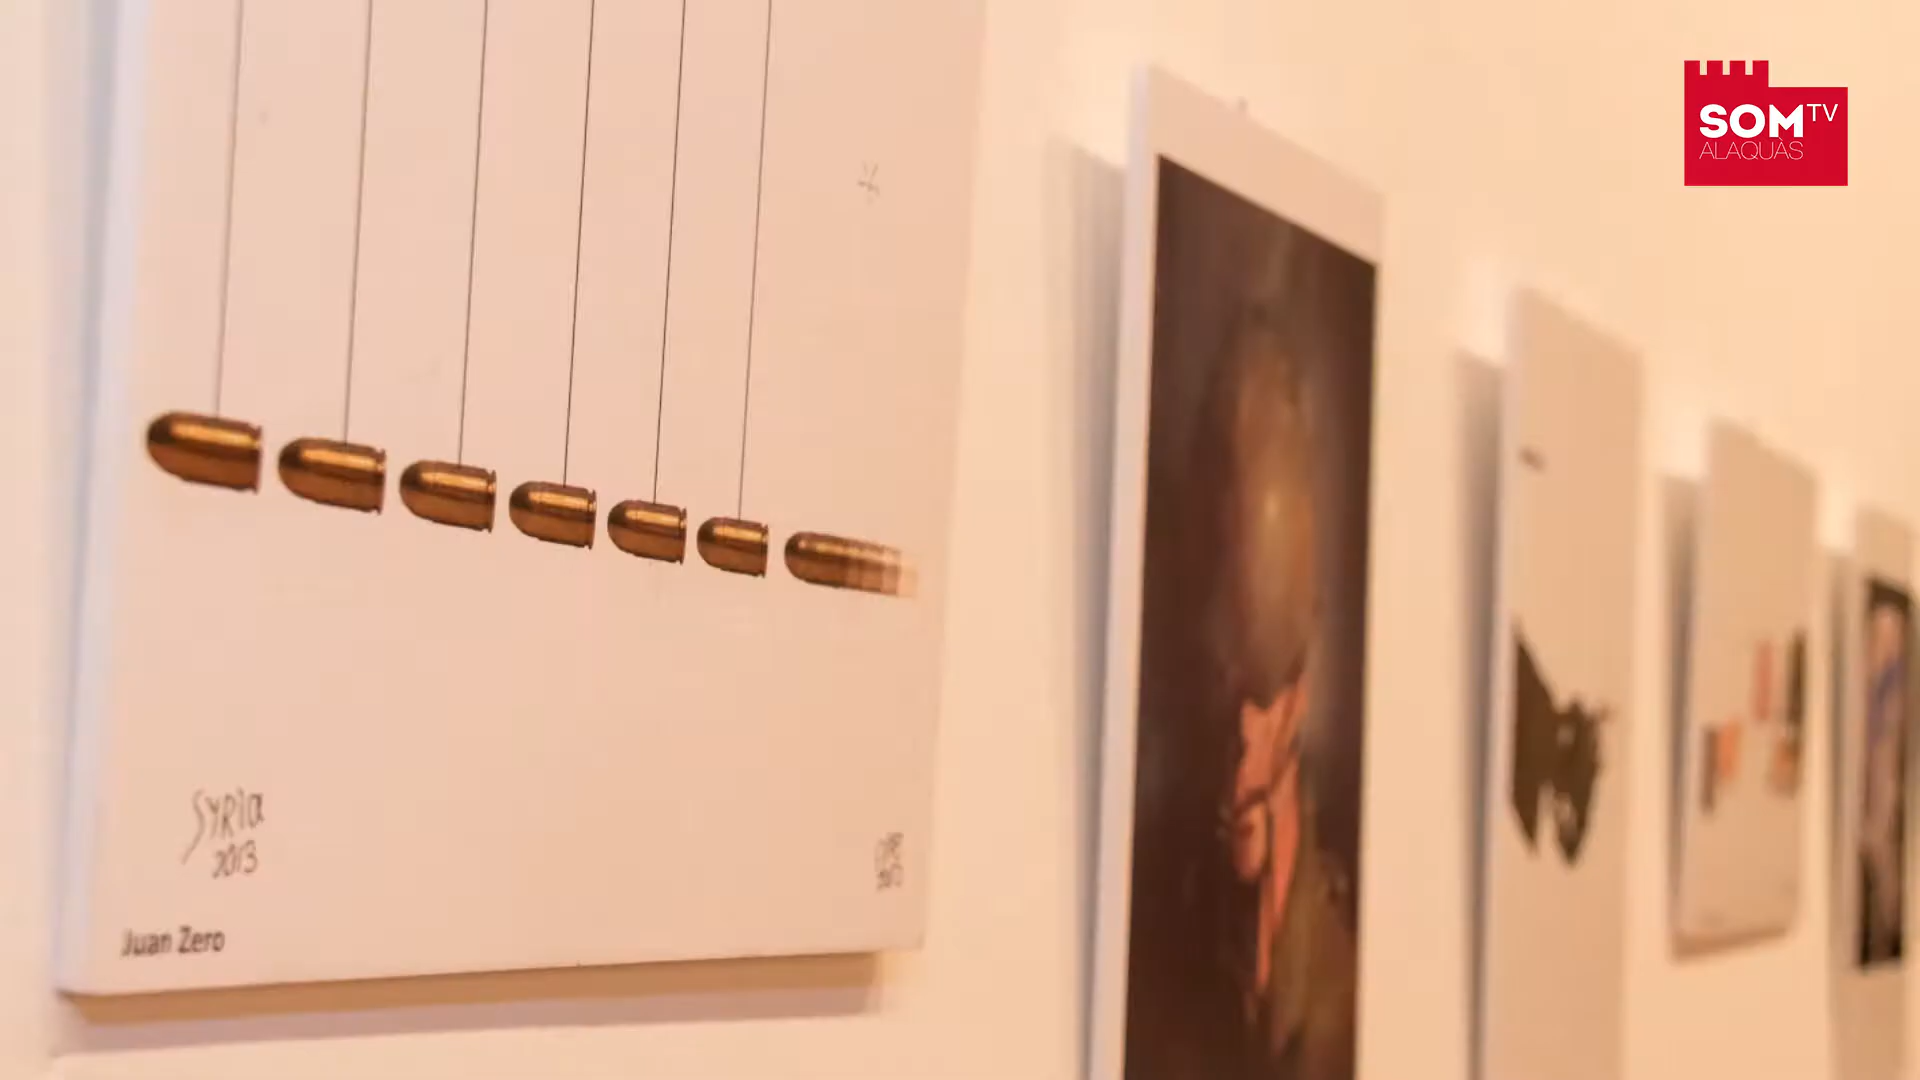 SOM TV
ALAQUÀS
SYRIA
2013
Juan Zero